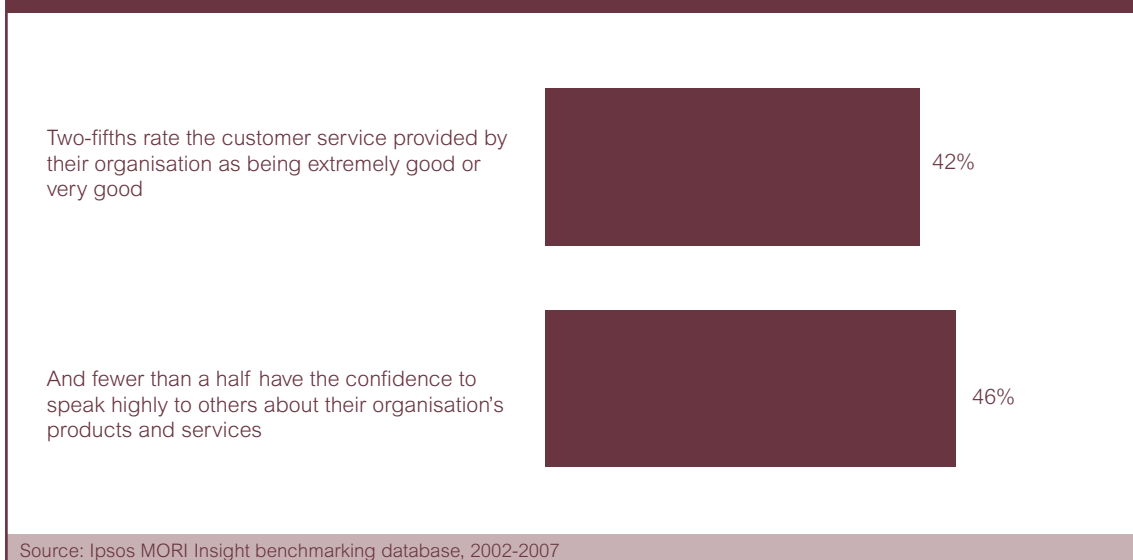 Two-fifths rate the customer service provided by
their organisation as being extremely good or
very good
42%
And fewer than a half have the confidence to
speak highly to others about their organisation’s
products and services
46%
Source: Ipsos MORI Insight benchmarking database, 2002-2007